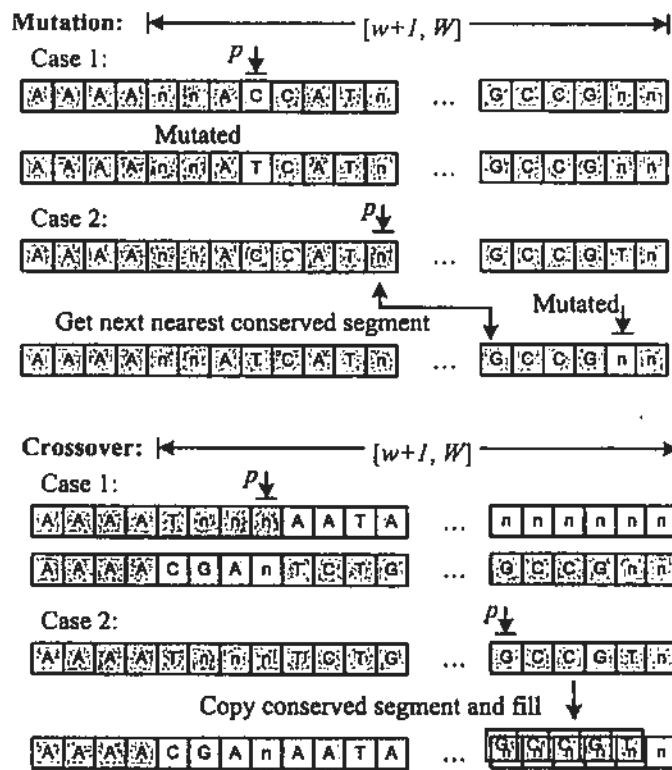 Mutation: [w+1, W]
Case 1: p
A A A A n n A C C A T n ... G C C G n n
Mutated
A A A A n n A T C A T n ... G C C G n n
Case 2: p
A A A A n n A C C A T n ... G C C G T n
Get next nearest conserved segment Mutated
A A A A n n A T C A T n ... G C C G n n
Crossover: [w+1, W]
Case 1: p
A A A A T n n n A A T A ... n n n n n n
A A A A C G A n T C T G ... G C C G n n
Case 2: p
A A A A T n n n T G T G ... G C C G T n
Copy conserved segment and fill
A A A A C G A n A A T A ... n